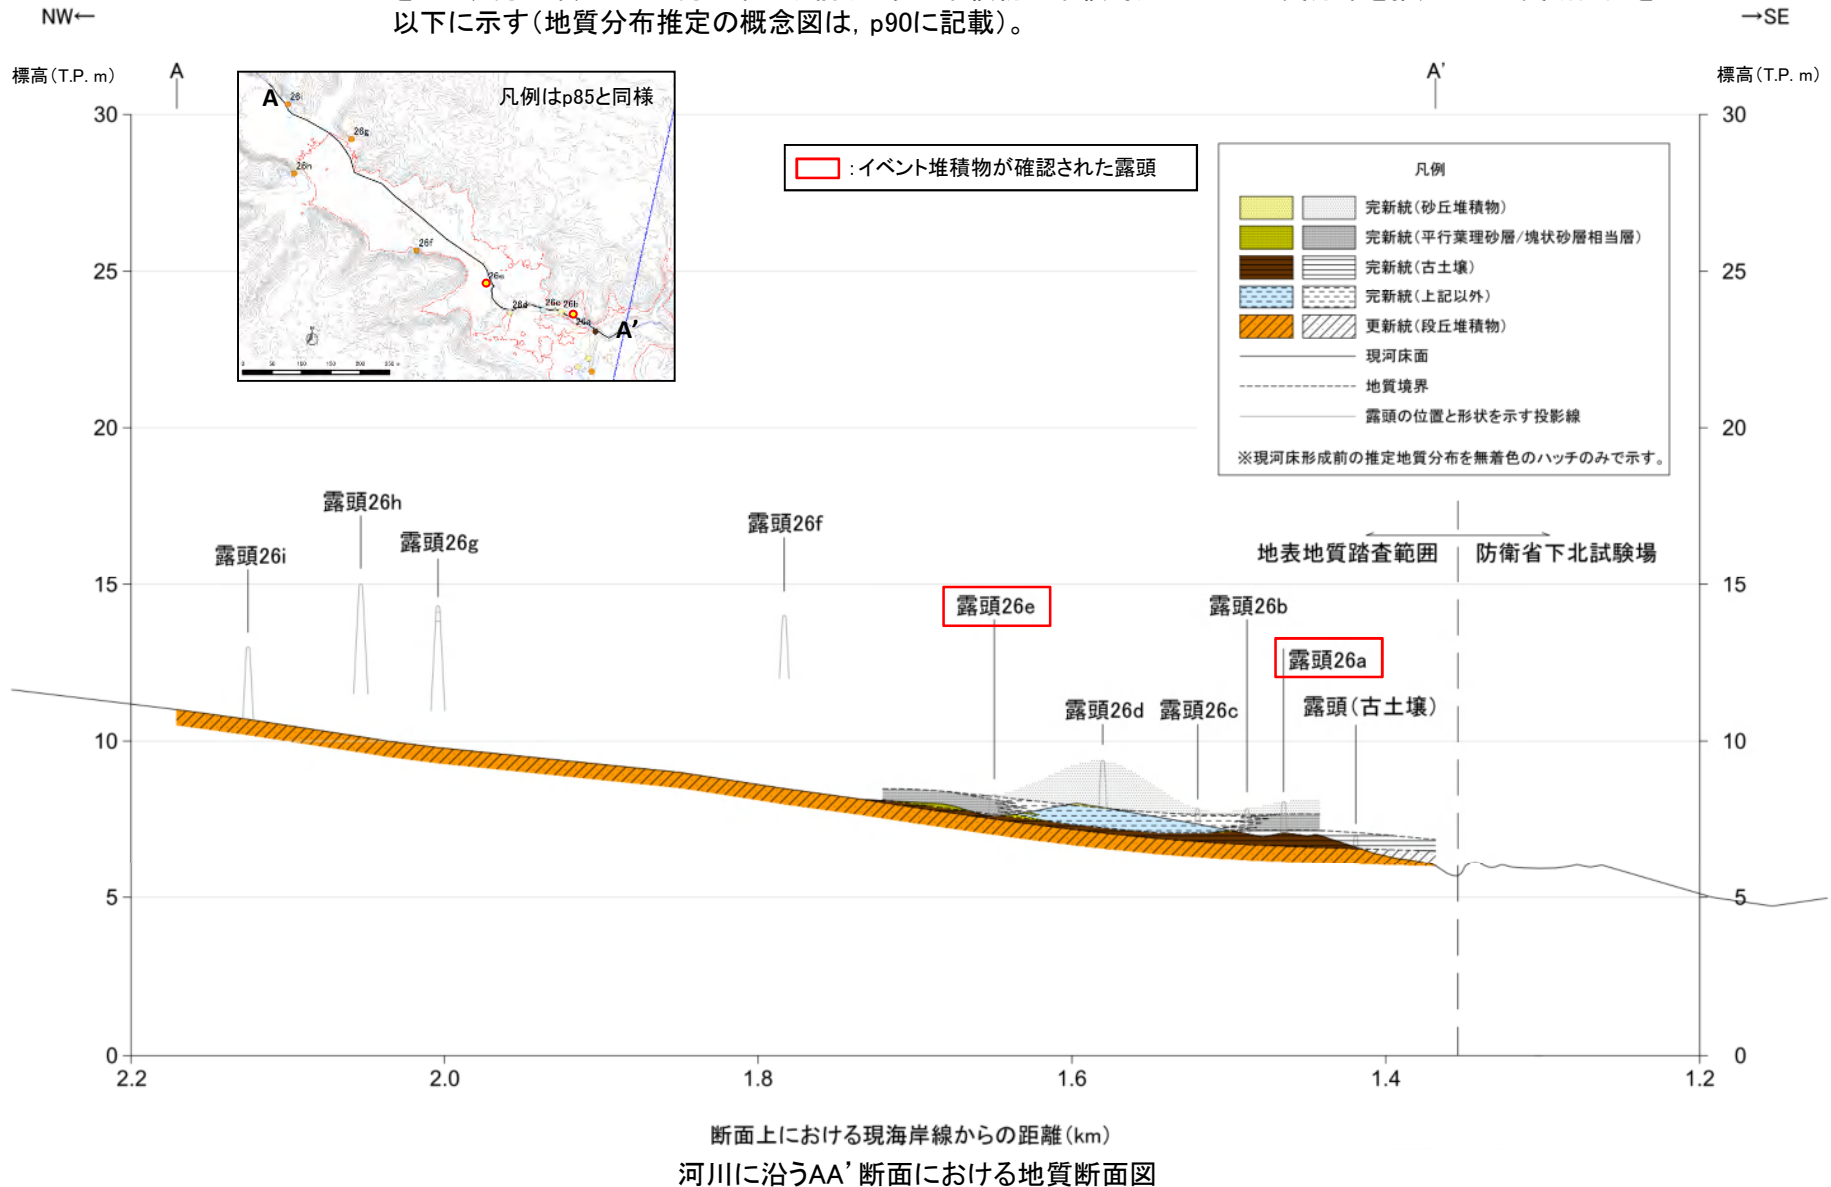 以下に示す(地質分布推定の概念図は，p90に記載)。
NW←
→SE
標高(T.P. m)
標高(T.P. m)
A
A'
凡例はp85と同様
A
26i
26g
26h
26f
26e
26d
26c
26b
26a
A'
:イベント堆積物が確認された露頭
凡例
完新統(砂丘堆積物)
完新統(平行葉理砂層/塊状砂層相当層)
完新統(古土壌)
完新統(上記以外)
更新統(段丘堆積物)
現河床面
地質境界
露頭の位置と形状を示す投影線
※現河床形成前の推定地質分布を無着色のハッチのみで示す。
30
25
20
15
10
5
0
30
25
20
15
10
5
0
露頭26i
露頭26h
露頭26g
露頭26f
露頭26e
露頭26d
露頭26c
露頭26b
露頭26a
露頭(古土壌)
地表地質踏査範囲
防衛省下北試験場
2.2
2.0
1.8
1.6
1.4
1.2
断面上における現海岸線からの距離(km)
河川に沿うAA'断面における地質断面図